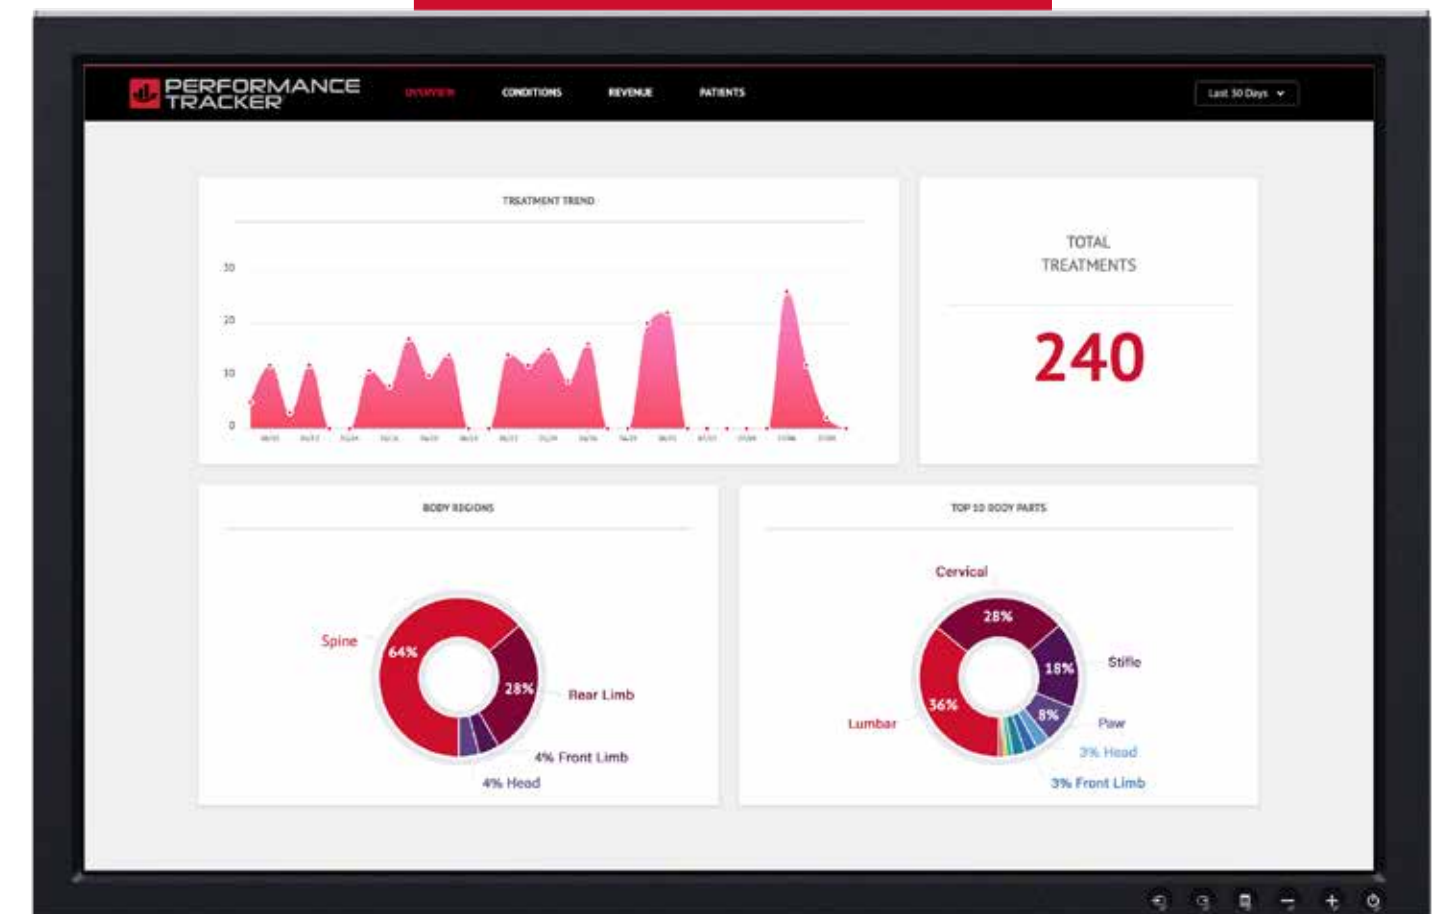 PERFORMANCE
TRACKER
OVERVIEW
CONDITIONS
REVENUE
PATIENTS
Last 30 Days
TREATMENT TREND
30
20
10
0
TOTAL
TREATMENTS
240
BODY REGIONS
Spine
64%
28%
Rear Limb
4% Front Limb
4% Head
TOP 10 BODY PARTS
Cervical
28%
18%
Stifle
36%
8%
Lumbar
Paw
3% Head
3% Front Limb